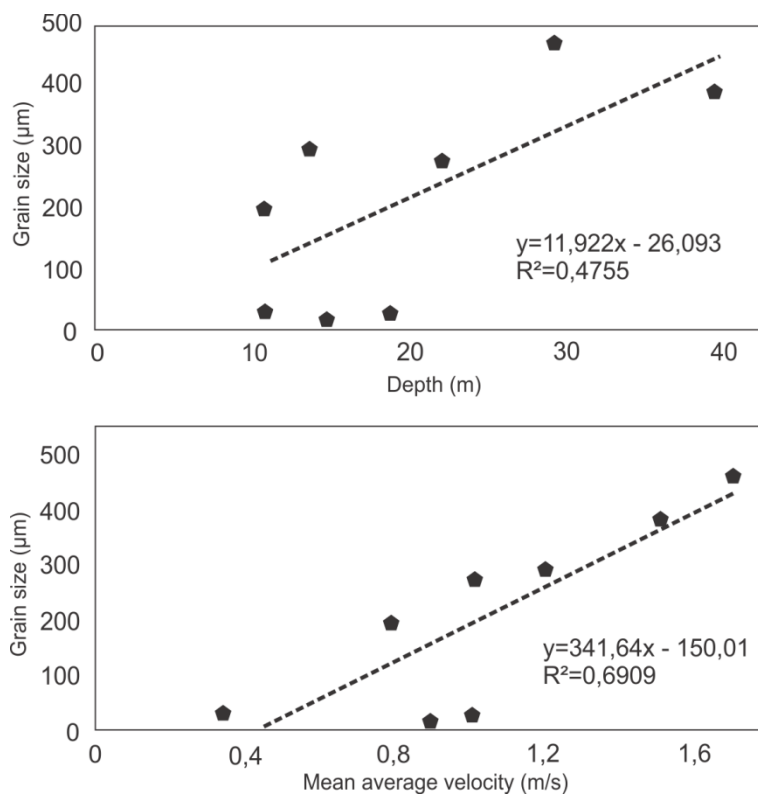 500
400
300
200
100
0
Grain size (µm)
y=11,922x - 26,093
R²=0,4755
0 10 20 30 40
Depth (m)
500
400
300
200
100
0
Grain size (µm)
y=341,64x - 150,01
R²=0,6909
0 0,4 0,8 1,2 1,6
Mean average velocity (m/s)